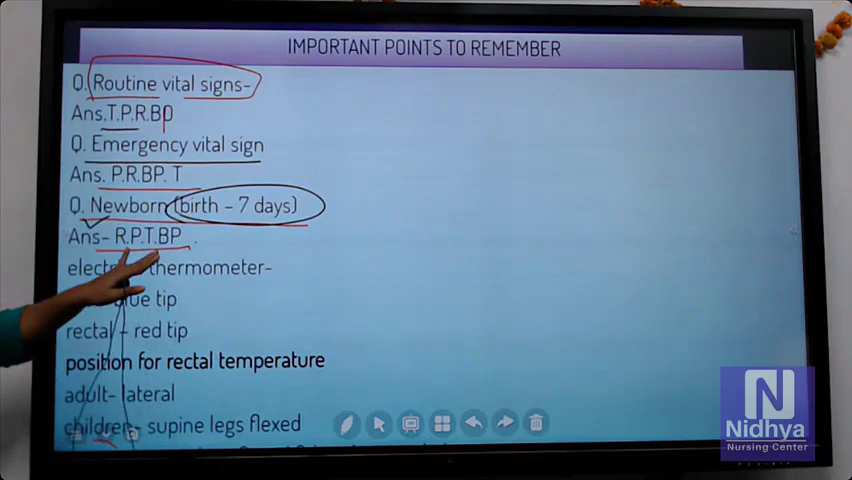 IMPORTANT POINTS TO REMEMBER
Q. Routine vital signs-
Ans.T.P.R.BP
Q. Emergency vital sign
Ans. P.R.BP. T
Q. Newborn (birth - 7 days)
Ans- R.P.T.BP
thermometer-
blue tip
rectal - red tip
position for rectal temperature
adult- lateral
children- supine legs flexed
N
Nidhya
Nursing Center